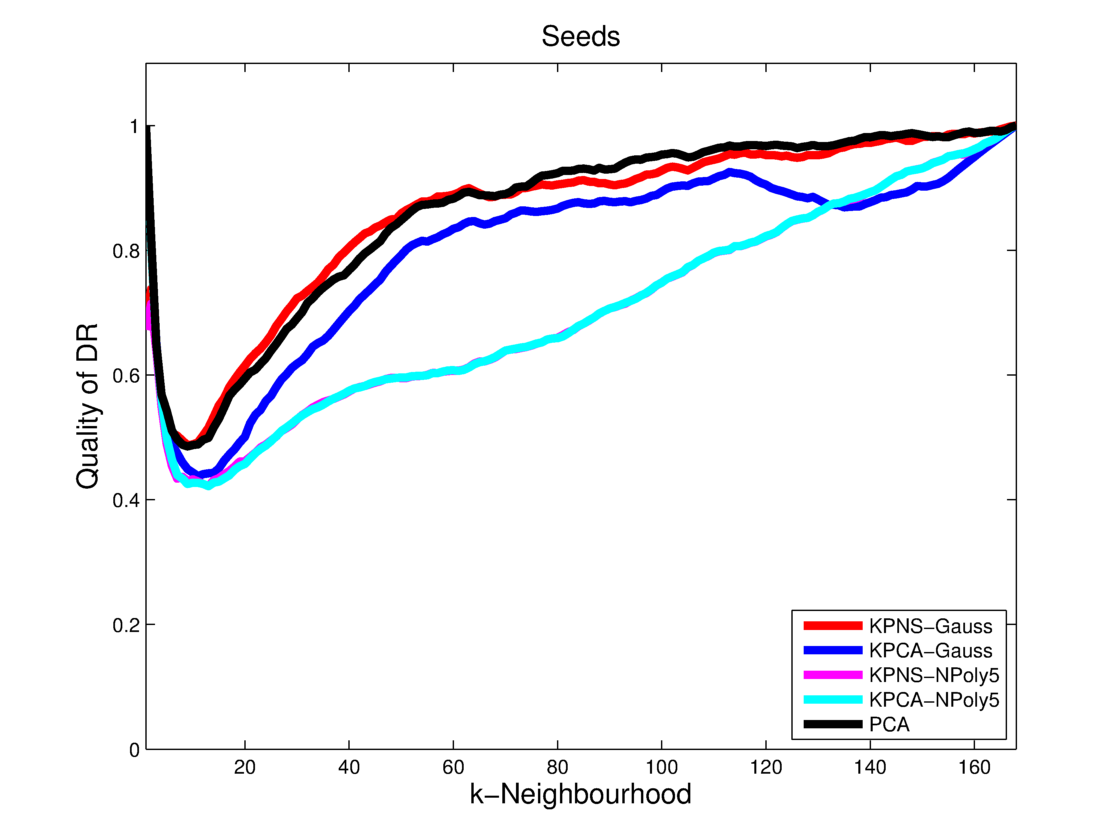 Seeds
Quality of DR
1
0.8
0.6
0.4
0.2
0
20 40 60 80 100 120 140 160
k−Neighbourhood
KPNS−Gauss
KPCA−Gauss
KPNS−NPoly5
KPCA−NPoly5
PCA